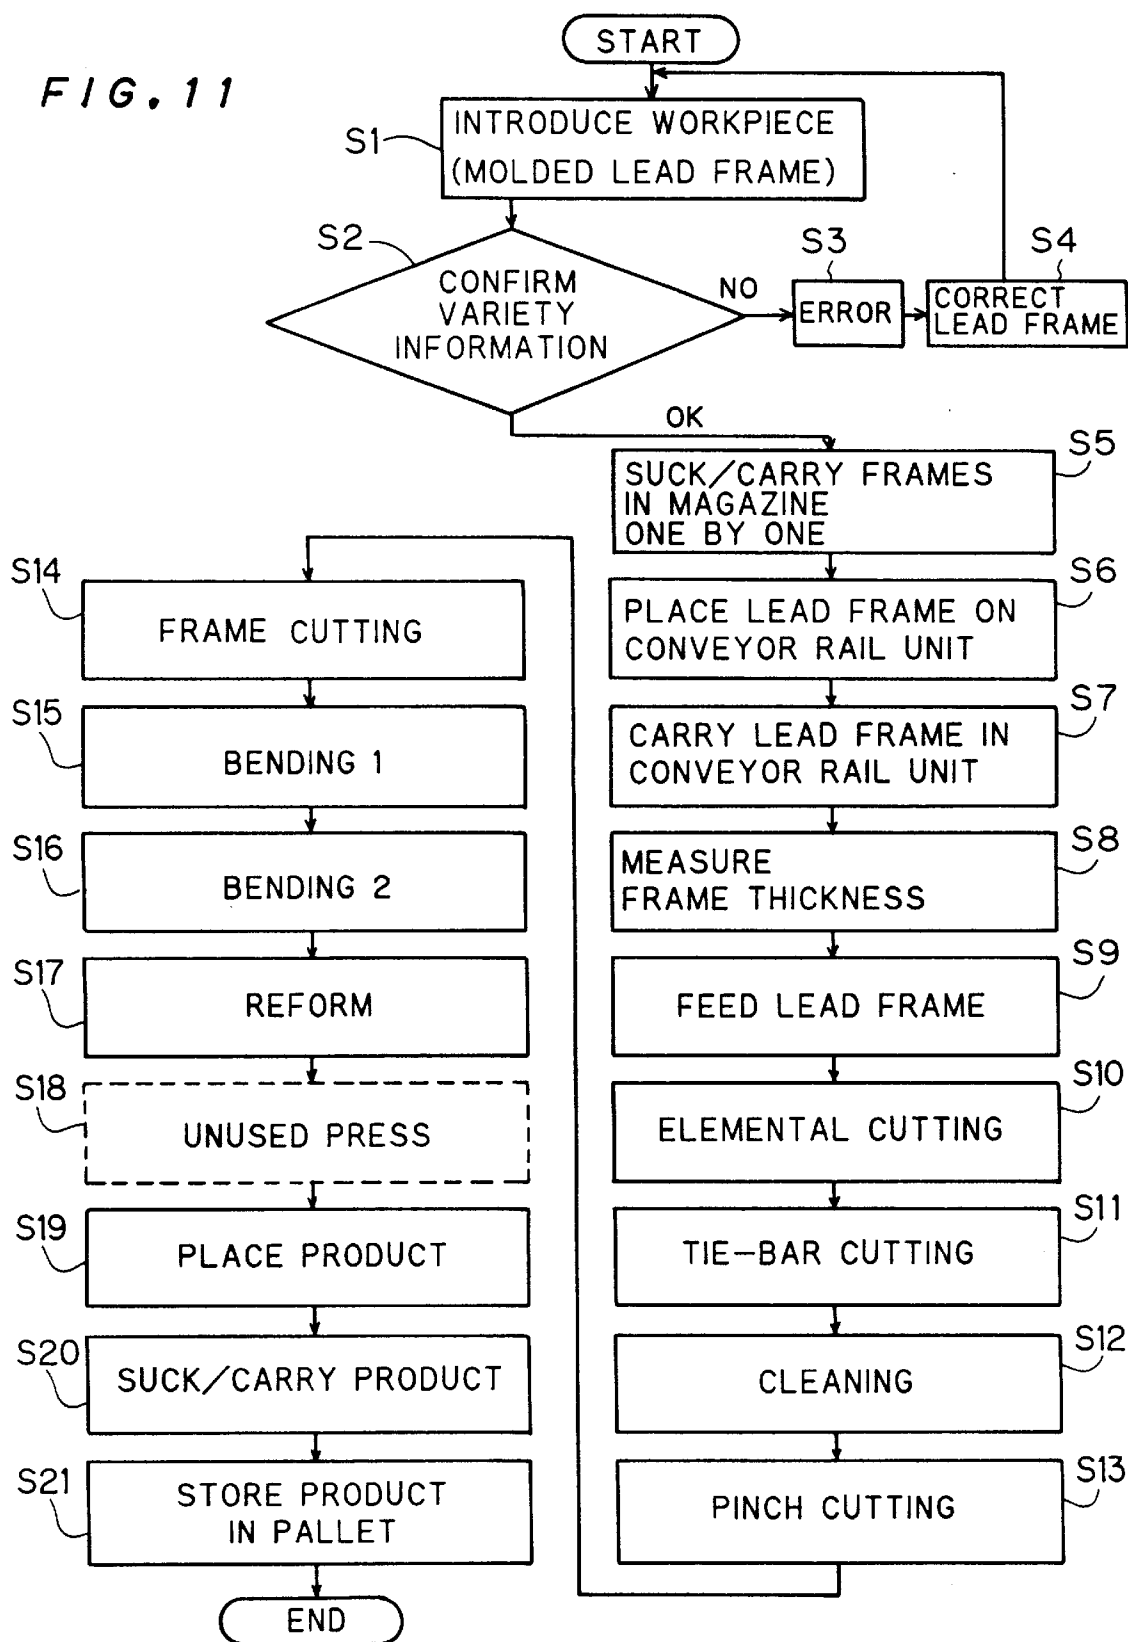 FIG. 11
START
S1
INTRODUCE WORKPIECE
(MOLDED LEAD FRAME)
S2
CONFIRM
VARIETY
INFORMATION
NO
S3
ERROR
S4
CORRECT
LEAD FRAME
OK
S5
SUCK/CARRY FRAMES
IN MAGAZINE
ONE BY ONE
S6
PLACE LEAD FRAME ON
CONVEYOR RAIL UNIT
S7
CARRY LEAD FRAME IN
CONVEYOR RAIL UNIT
S8
MEASURE
FRAME THICKNESS
S9
FEED LEAD FRAME
S10
ELEMENTAL CUTTING
S11
TIE-BAR CUTTING
S12
CLEANING
S13
PINCH CUTTING
S14
FRAME CUTTING
S15
BENDING 1
S16
BENDING 2
S17
REFORM
S18
UNUSED PRESS
S19
PLACE PRODUCT
S20
SUCK/CARRY PRODUCT
S21
STORE PRODUCT
IN PALLET
END